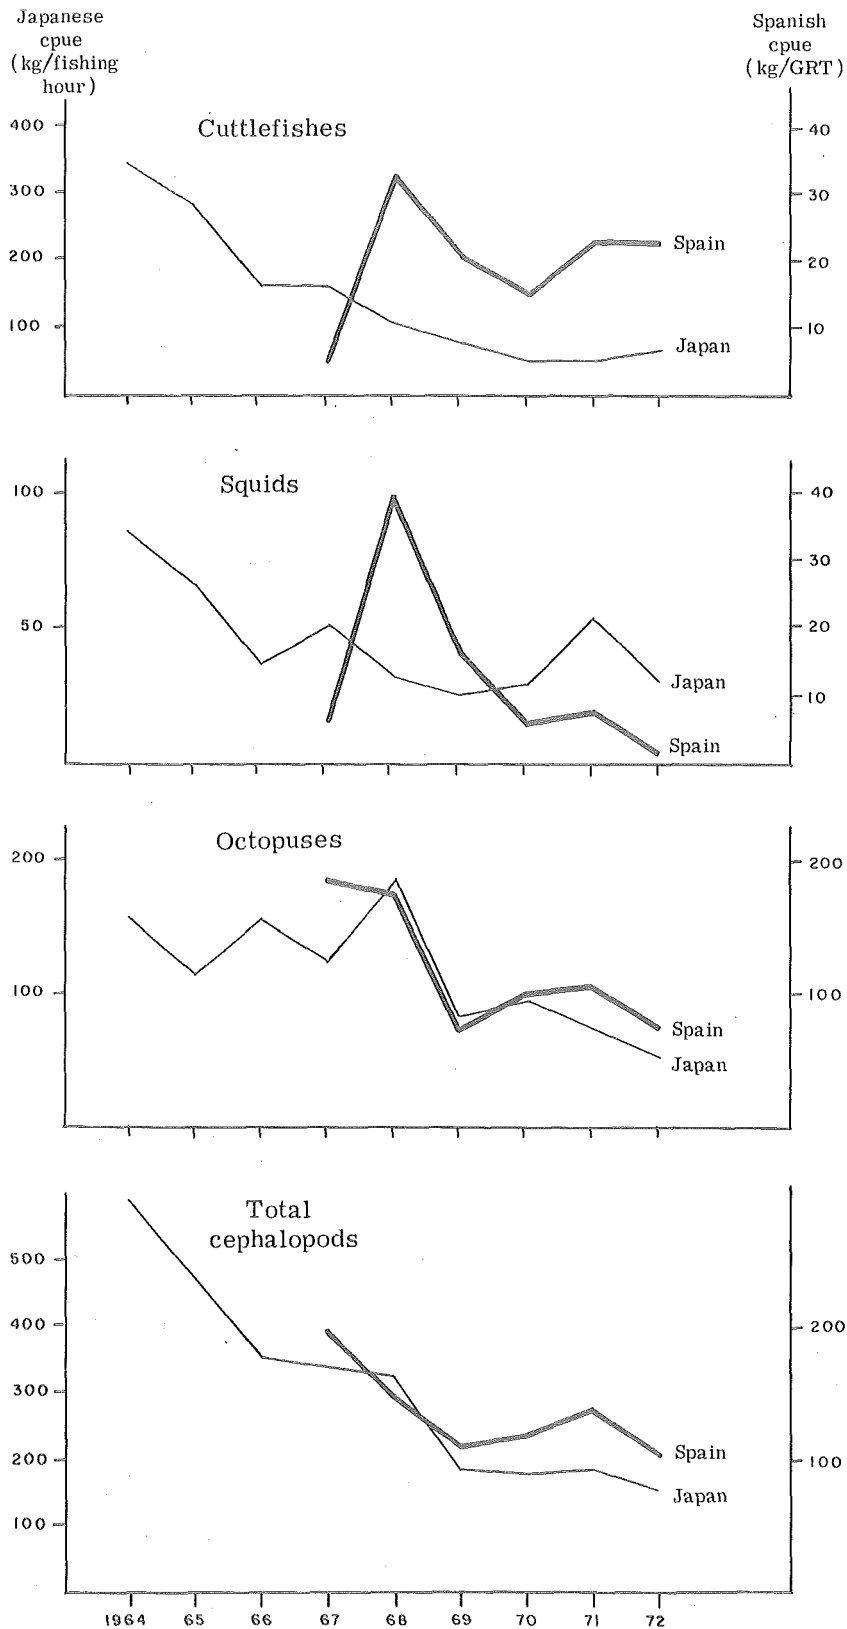 Japanese
cpue
(kg/fishing
hour)
Spanish
cpue
(kg/GRT)
Cuttlefishes
400
300
200
100
40
30
20
10
Spain
Japan
Squids
100
50
40
30
20
10
Japan
Spain
Octopuses
200
100
200
100
Spain
Japan
Total
cephalopods
500
400
300
200
100
200
100
Spain
Japan
1964 65 66 67 68 69 70 71 72